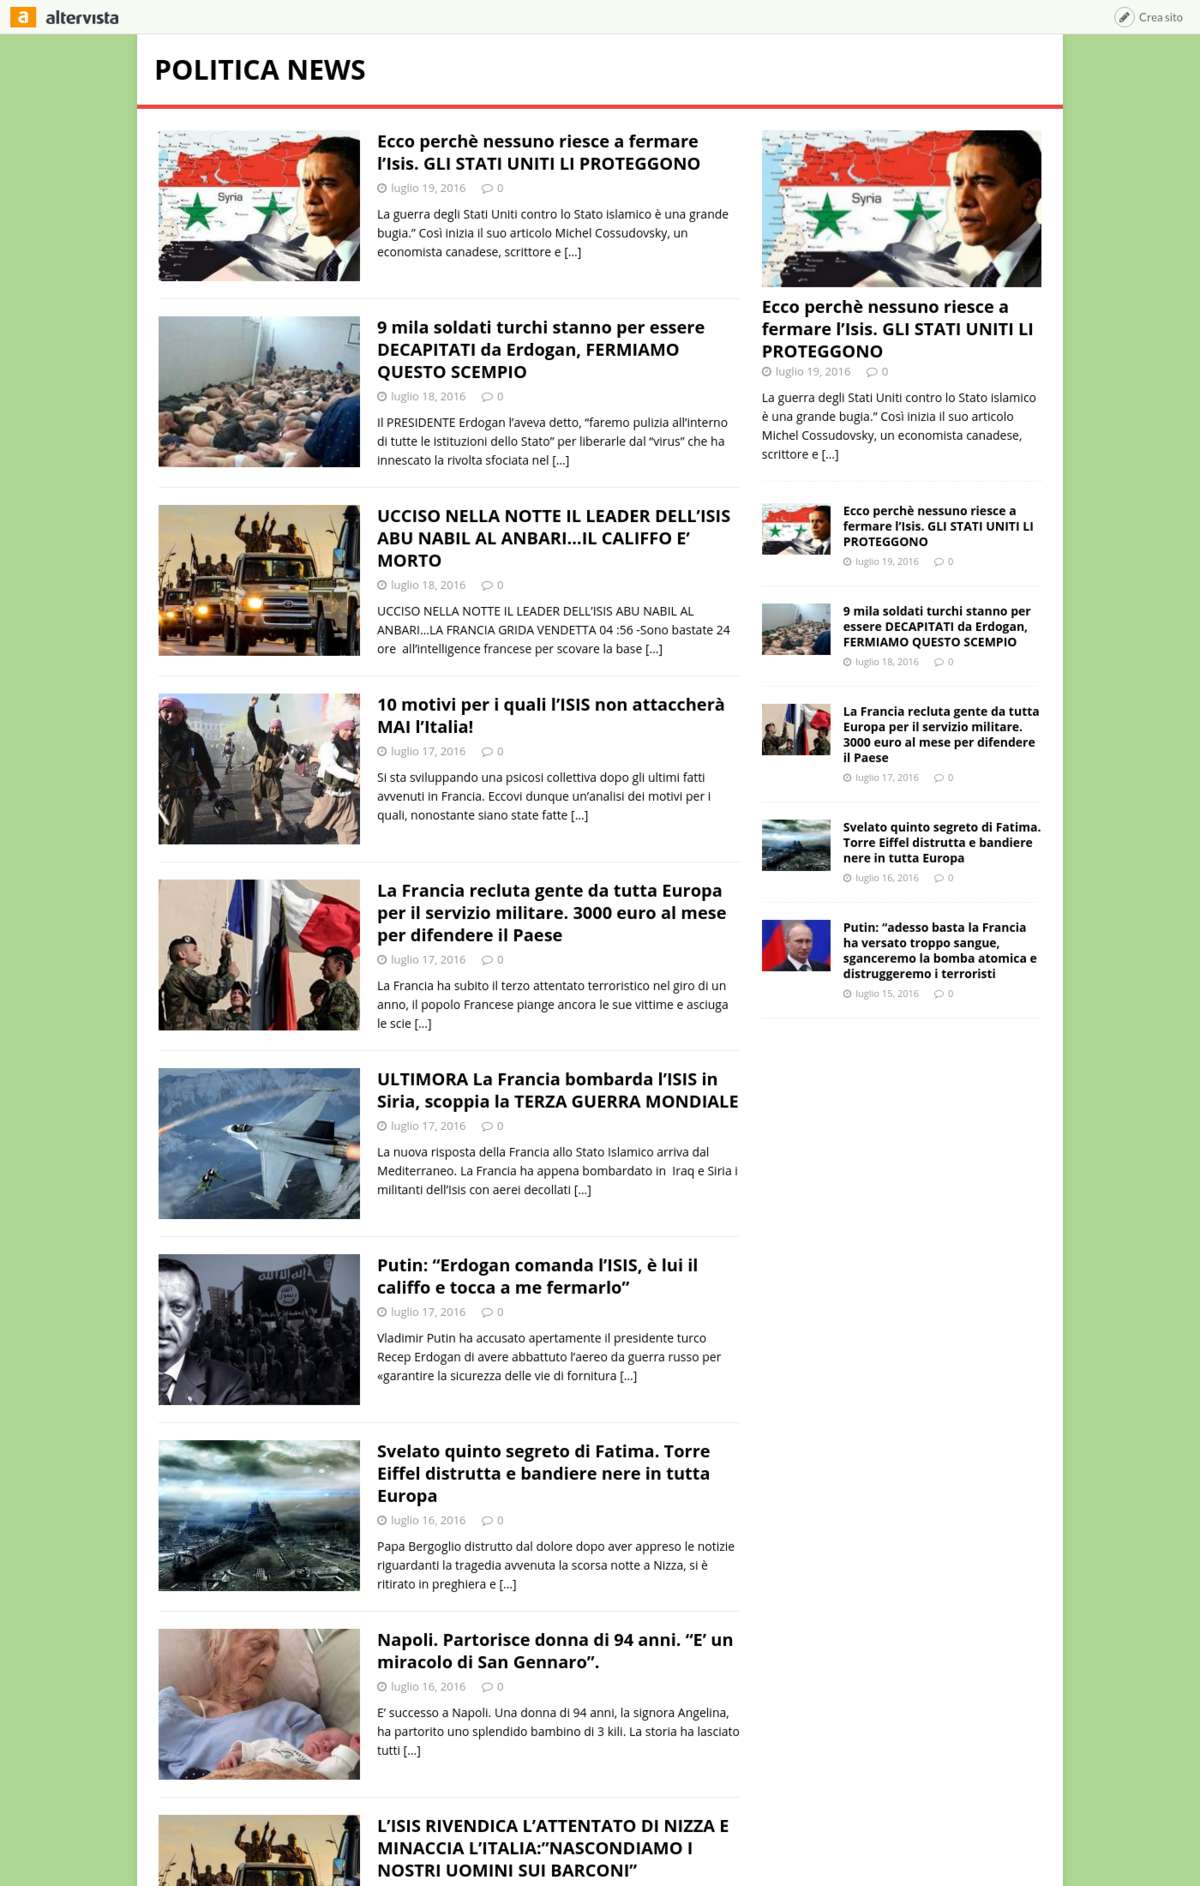 altervista
Crea sito
POLITICA NEWS
Turkey
Syria
Ecco perchè nessuno riesce a fermare
l’Isis. GLI STATI UNITI LI PROTEGGONO
luglio 19, 2016 0
La guerra degli Stati Uniti contro lo Stato islamico è una grande
bugia.” Così inizia il suo articolo Michel Cossudovsky, un
economista canadese, scrittore e [...]
9 mila soldati turchi stanno per essere
DECAPITATI da Erdogan, FERMIAMO
QUESTO SCEMPIO
luglio 18, 2016 0
Il PRESIDENTE Erdogan l’aveva detto, “faremo pulizia all’interno
di tutte le istituzioni dello Stato” per liberarle dal “virus” che ha
innescato la rivolta sfociata nel [...]
UCCISO NELLA NOTTE IL LEADER DELL’ISIS
ABU NABIL AL ANBARI...IL CALIFFO E’
MORTO
luglio 18, 2016 0
UCCISO NELLA NOTTE IL LEADER DELL’ISIS ABU NABIL AL
ANBARI...LA FRANCIA GRIDA VENDETTA 04 :56 -Sono bastate 24
ore all’intelligence francese per scovare la base [...]
10 motivi per i quali l’ISIS non attaccherà
MAI l’Italia!
luglio 17, 2016 0
Si sta sviluppando una psicosi collettiva dopo gli ultimi fatti
avvenuti in Francia. Eccovi dunque un’analisi dei motivi per i
quali, nonostante siano state fatte [...]
La Francia recluta gente da tutta Europa
per il servizio militare. 3000 euro al mese
per difendere il Paese
luglio 17, 2016 0
La Francia ha subito il terzo attentato terroristico nel giro di un
anno, il popolo Francese piange ancora le sue vittime e asciuga
le scie [...]
ULTIMORA La Francia bombarda l’ISIS in
Siria, scoppia la TERZA GUERRA MONDIALE
luglio 17, 2016 0
La nuova risposta della Francia allo Stato Islamico arriva dal
Mediterraneo. La Francia ha appena bombardato in Iraq e Siria i
militanti dell’Isis con aerei decollati [...]
Putin: “Erdogan comanda l’ISIS, è lui il
califfo e tocca a me fermarlo”
luglio 17, 2016 0
Vladimir Putin ha accusato apertamente il presidente turco
Recep Erdogan di avere abbattuto l’aereo da guerra russo per
«garantire la sicurezza delle vie di fornitura [...]
Svelato quinto segreto di Fatima. Torre
Eiffel distrutta e bandiere nere in tutta
Europa
luglio 16, 2016 0
Papa Bergoglio distrutto dal dolore dopo aver appreso le notizie
riguardanti la tragedia avvenuta la scorsa notte a Nizza, si è
ritirato in preghiera e [...]
Napoli. Partorisce donna di 94 anni. “E’ un
miracolo di San Gennaro”.
luglio 16, 2016 0
E’ successo a Napoli. Una donna di 94 anni, la signora Angelina,
ha partorito uno splendido bambino di 3 kili. La storia ha lasciato
tutti [...]
L’ISIS RIVENDICA L’ATTENTATO DI NIZZA E
MINACCIA L’ITALIA:”NASCONDIAMO I
NOSTRI UOMINI SUI BARCONI”
Turkey
Syria
Ecco perchè nessuno riesce a
fermare l’Isis. GLI STATI UNITI LI
PROTEGGONO
luglio 19, 2016 0
La guerra degli Stati Uniti contro lo Stato islamico
è una grande bugia.” Così inizia il suo articolo
Michel Cossudovsky, un economista canadese,
scrittore e [...]
Ecco perchè nessuno riesce a
fermare l’Isis. GLI STATI UNITI LI
PROTEGGONO
luglio 19, 2016 0
9 mila soldati turchi stanno per
essere DECAPITATI da Erdogan,
FERMIAMO QUESTO SCEMPIO
luglio 18, 2016 0
La Francia recluta gente da tutta
Europa per il servizio militare.
3000 euro al mese per difendere
il Paese
luglio 17, 2016 0
Svelato quinto segreto di Fatima.
Torre Eiffel distrutta e bandiere
nere in tutta Europa
luglio 16, 2016 0
Putin: “adesso basta la Francia
ha versato troppo sangue,
sganceremo la bomba atomica e
distruggeremo i terroristi
luglio 15, 2016 0